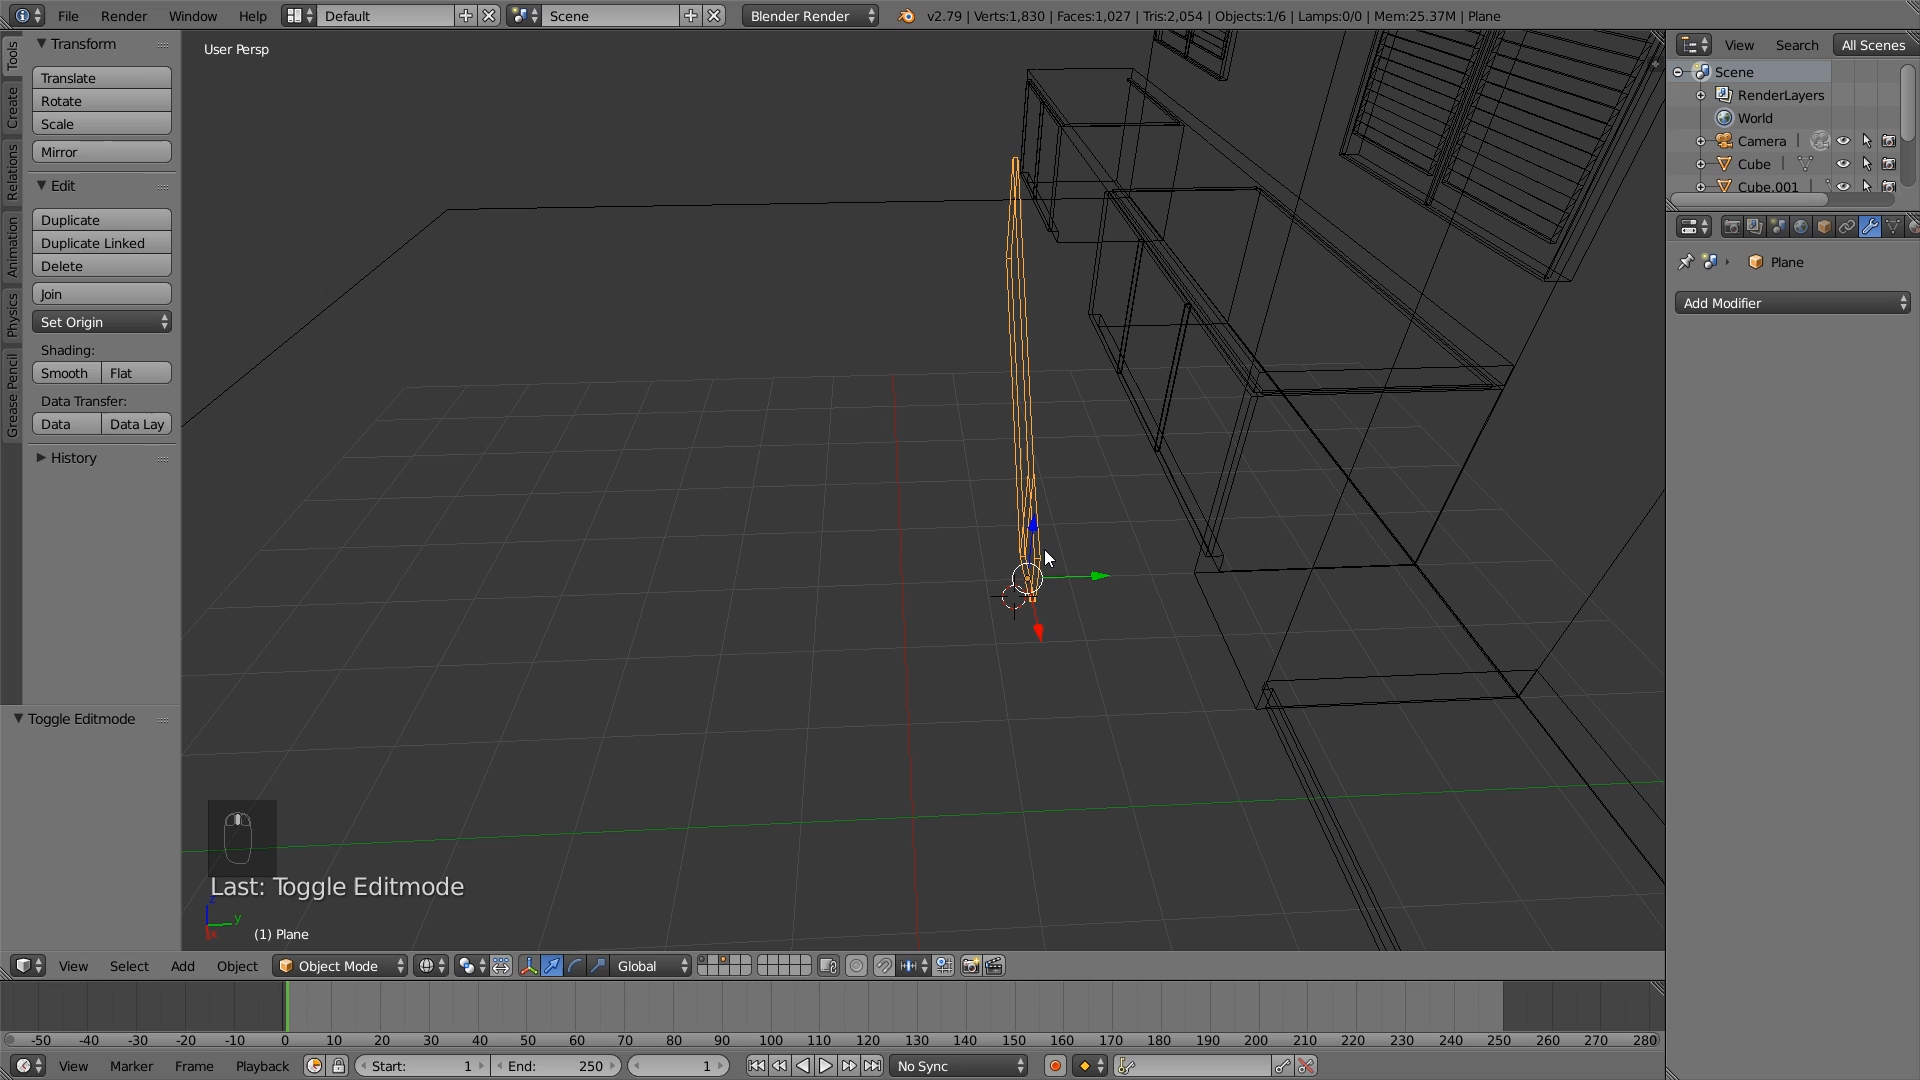 File Render Window Help Default Scene Blender Render v2.79 | Verts:1,830 | Faces:1,027 | Tris:2,054 | Objects:1/6 | Lamps:0/0 | Mem:25.37M | Plane
Tools
Create
Relations
Animation
Physics
Grease Pencil
Transform
Translate
Rotate
Scale
Mirror
Edit
Duplicate
Duplicate Linked
Delete
Join
Set Origin
Shading:
Smooth Flat
Data Transfer:
Data Data Lay
History
Toggle Editmode
User Persp
Last: Toggle Editmode
z
y
x
(1) Plane
View Search All Scenes
Scene
RenderLayers
World
Camera
Cube
Cube.001
Plane
Add Modifier
View Select Add Object Object Mode Global
-50 -40 -30 -20 -10 0 10 20 30 40 50 60 70 80 90 100 110 120 130 140 150 160 170 180 190 200 210 220 230 240 250 260 270 280
View Marker Frame Playback Start: 1 End: 250 1 No Sync